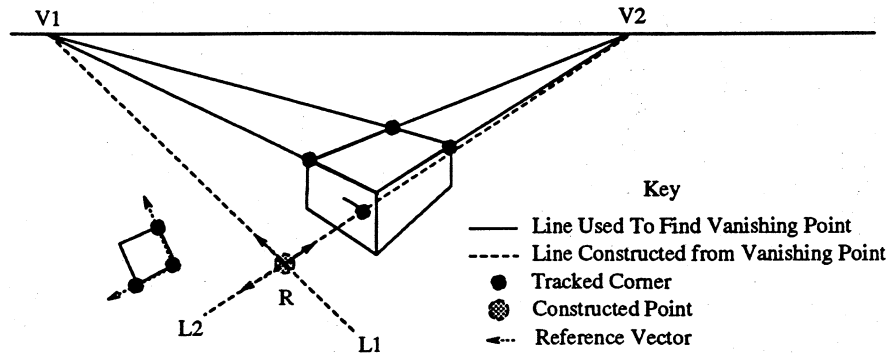 V1
V2
R
L2
L1
Key
Line Used To Find Vanishing Point
Line Constructed from Vanishing Point
Tracked Corner
Constructed Point
Reference Vector